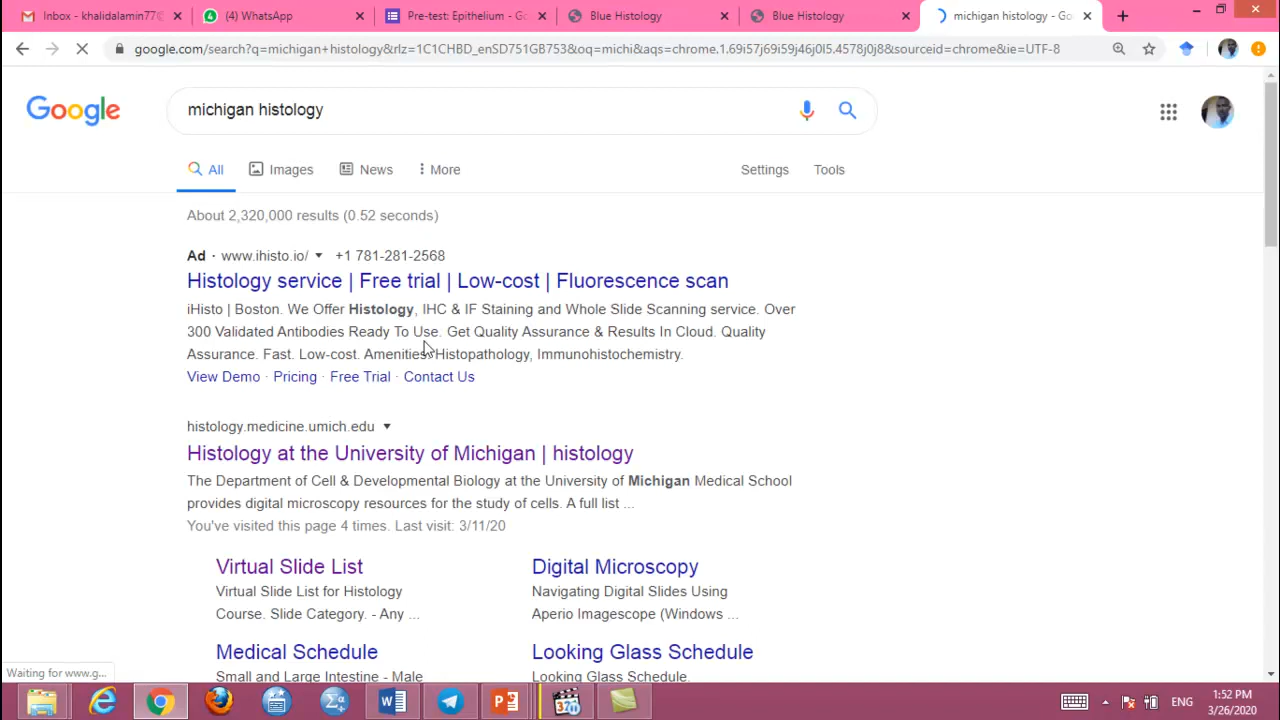 Inbox - khalidalamin77@
(4) WhatsApp
Pre-test: Epithelium - Go
Blue Histology
Blue Histology
michigan histology - Go
google.com/search?q=michigan+histology&rlz=1C1CHBD_enSD751GB753&oq=michi&aqs=chrome.1.69i57j69i59j46j0l5.4578j0j8&sourceid=chrome&ie=UTF-8
Google
michigan histology
All
Images
News
More
Settings
Tools
About 2,320,000 results (0.52 seconds)
Ad · www.ihisto.io/ +1 781-281-2568
Histology service | Free trial | Low-cost | Fluorescence scan
iHisto | Boston. We Offer Histology, IHC & IF Staining and Whole Slide Scanning service. Over
300 Validated Antibodies Ready To Use. Get Quality Assurance & Results In Cloud. Quality
Assurance. Fast. Low-cost. Amenities: Histopathology, Immunohistochemistry.
View Demo · Pricing · Free Trial · Contact Us
histology.medicine.umich.edu
Histology at the University of Michigan | histology
The Department of Cell & Developmental Biology at the University of Michigan Medical School
provides digital microscopy resources for the study of cells. A full list ...
You've visited this page 4 times. Last visit: 3/11/20
Virtual Slide List
Virtual Slide List for Histology
Course. Slide Category. - Any ...
Digital Microscopy
Navigating Digital Slides Using
Aperio Imagescope (Windows ...
Medical Schedule
Small and Large Intestine - Male
Looking Glass Schedule
Looking Glass Schedule.
Waiting for www.g...
ENG
1:52 PM
3/26/2020